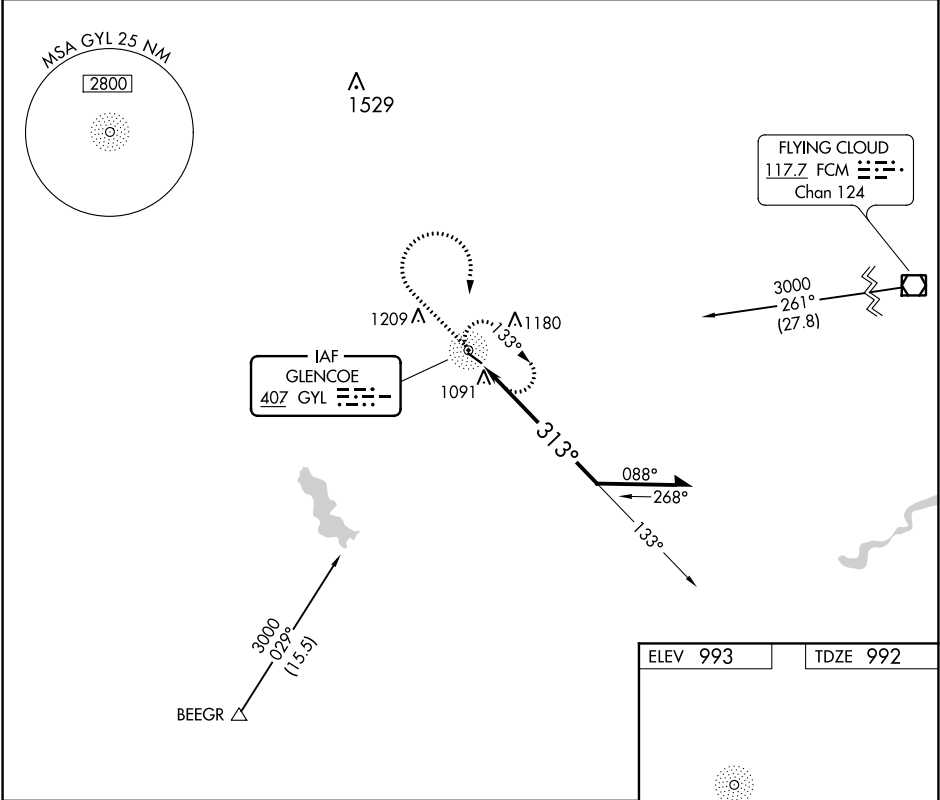 MSA GYL 25 NM
2800
1529
FLYING CLOUD
117.7 FCM
Chan 124
3000
261°
(27.8)
1209
1180
133°
IAF
GLENCOE
407 GYL
1091
313°
088°
268°
133°
3000
029°
(15.5)
BEEGR
ELEV 993
TDZE 992